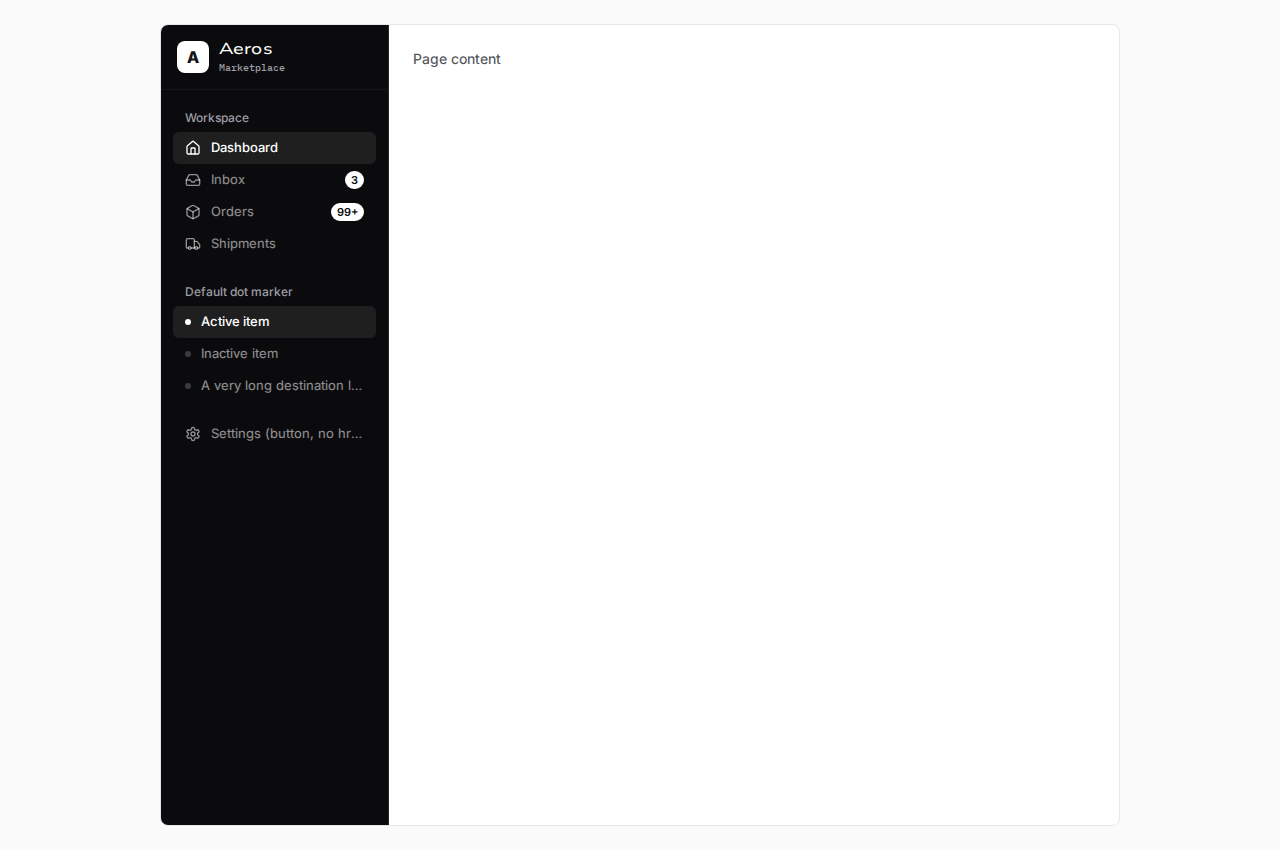 A
Aeros
Marketplace
Workspace
Dashboard
Inbox 3
Orders 99+
Shipments
Default dot marker
Active item
Inactive item
A very long destination l...
Settings (button, no hr...
Page content